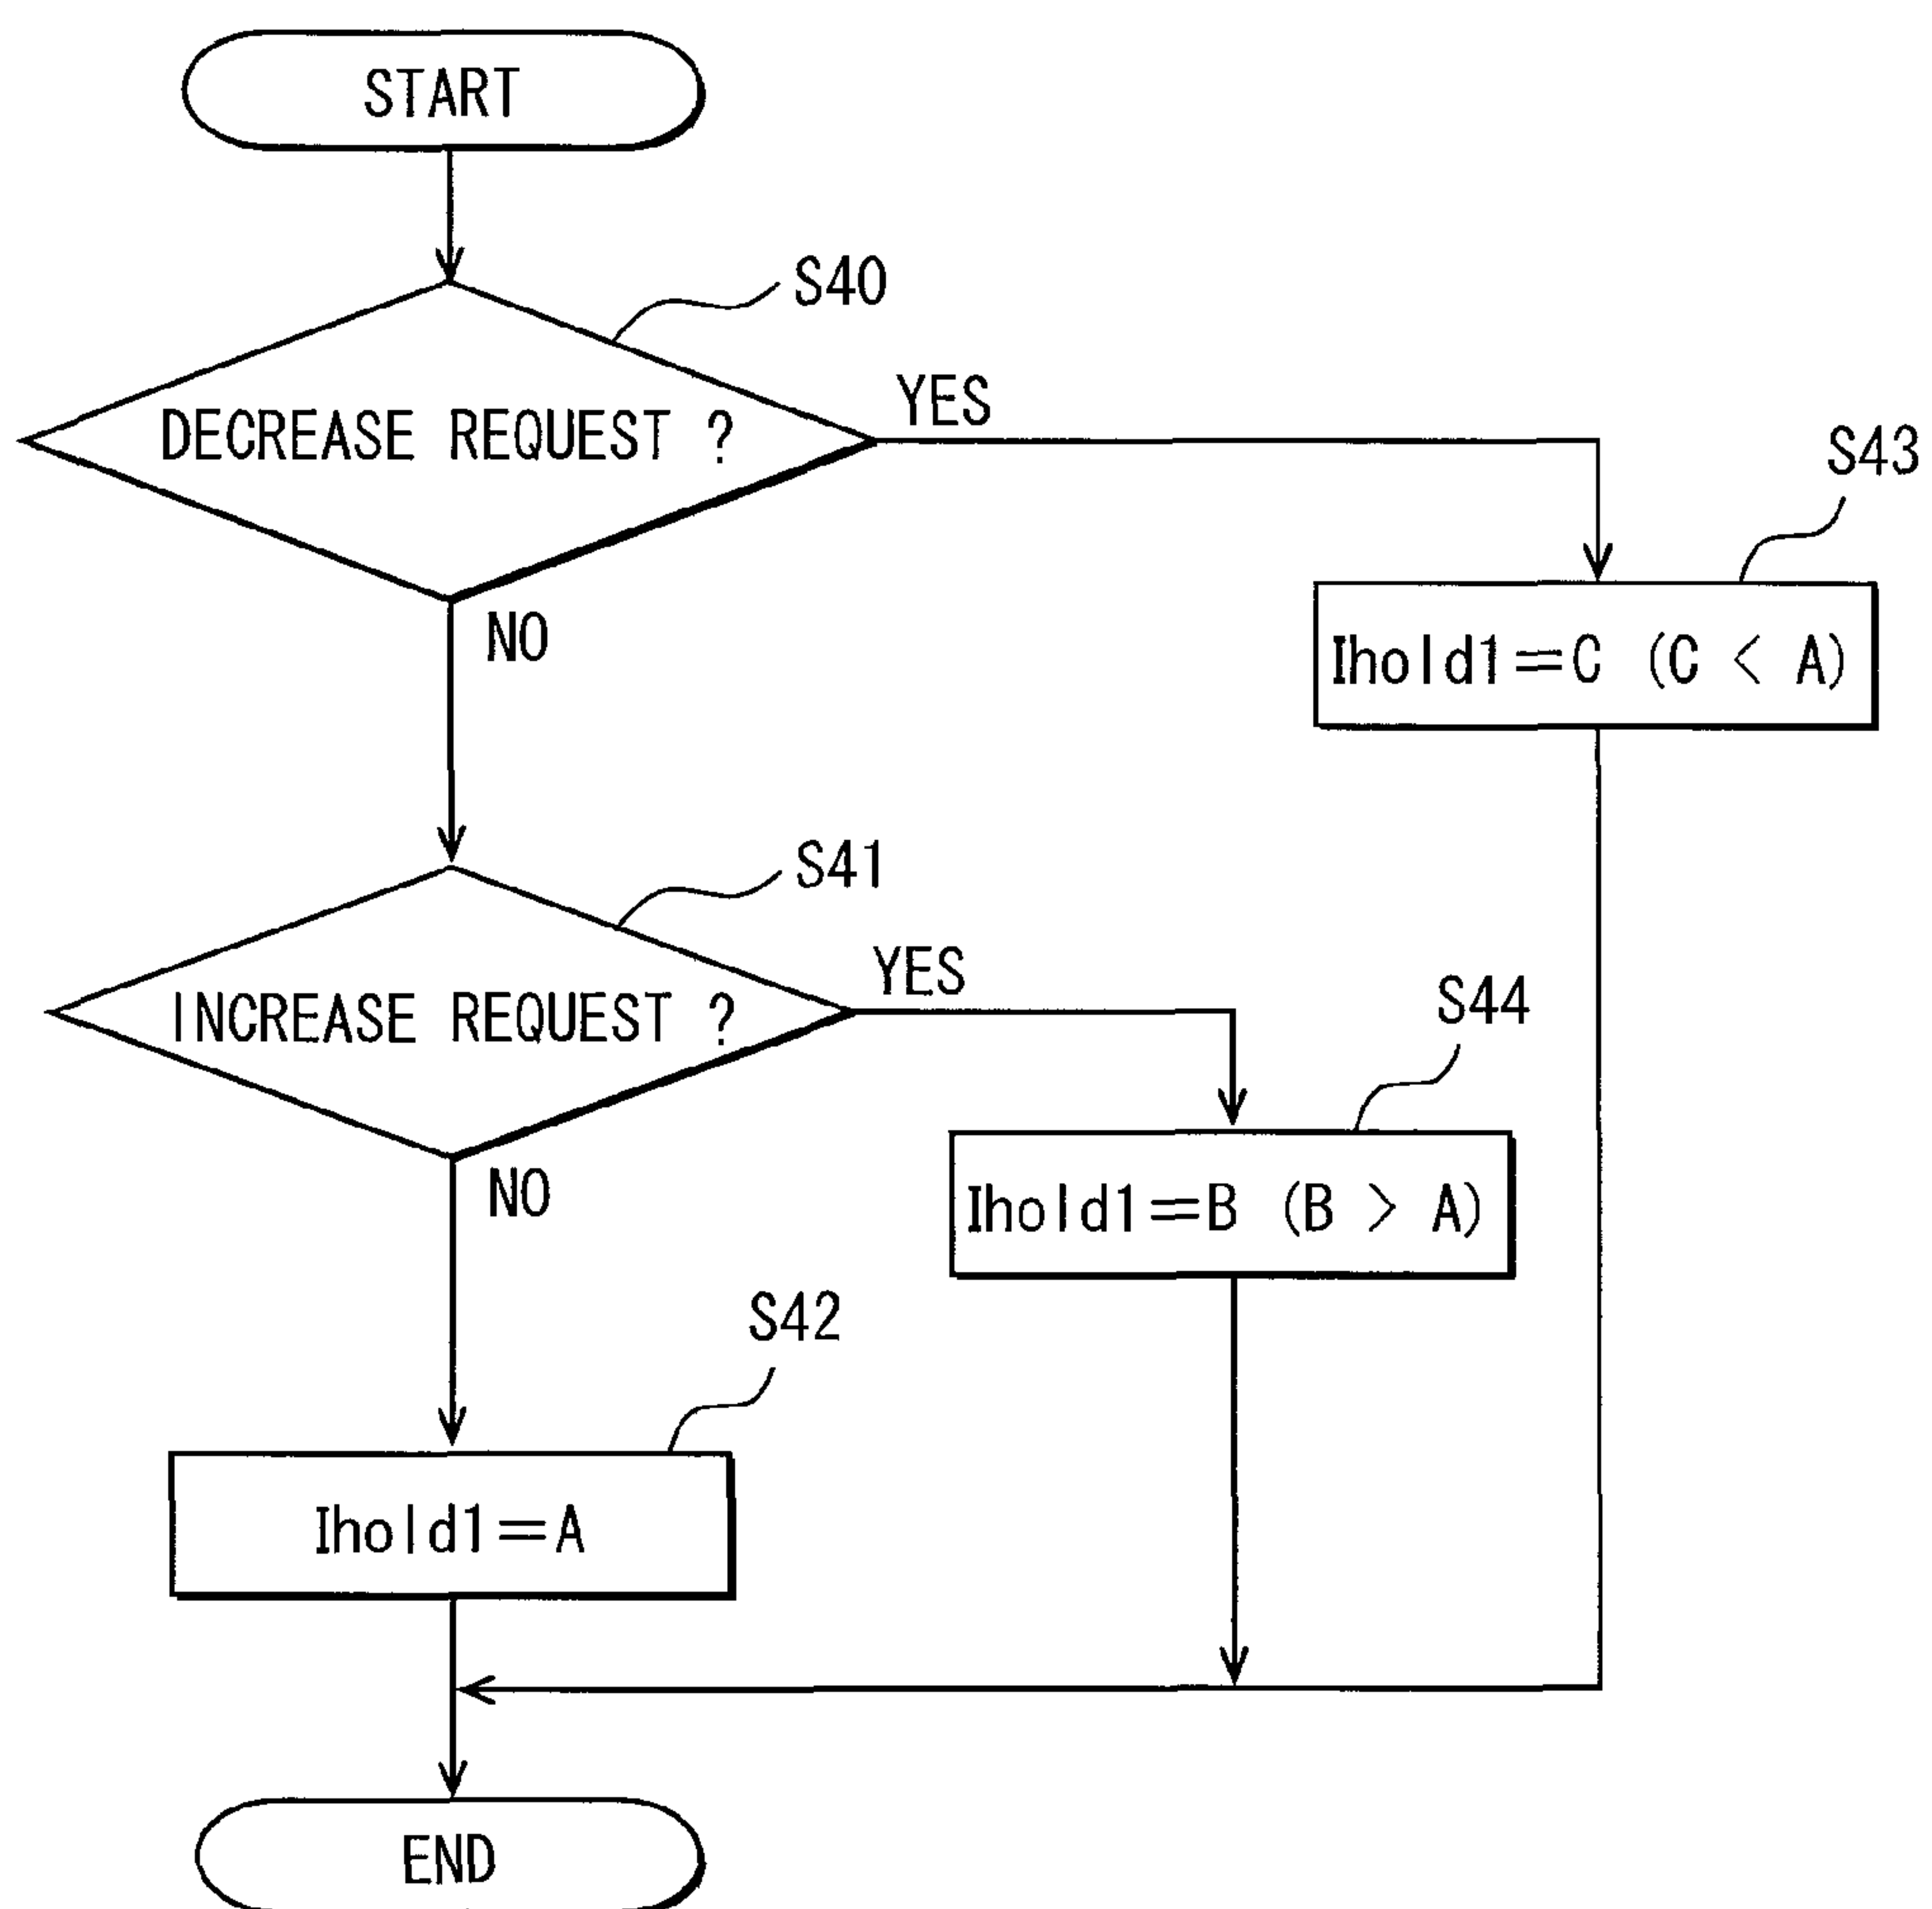 START
S40
DECREASE REQUEST ?
YES
S43
NO
Ihold1=C (C < A)
S41
INCREASE REQUEST ?
YES
S44
NO
Ihold1=B (B > A)
S42
Ihold1=A
END